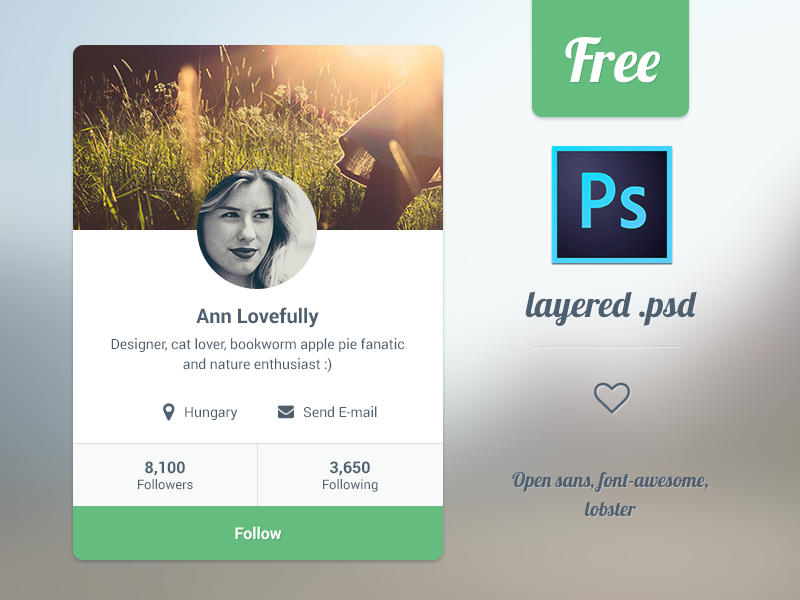 Ann Lovefully
Designer, cat lover, bookworm apple pie fanatic
and nature enthusiast :)
Hungary
Send E-mail
8,100
Followers
3,650
Following
Follow
Free
Ps
layered .psd
Open sans, font-awesome,
lobster